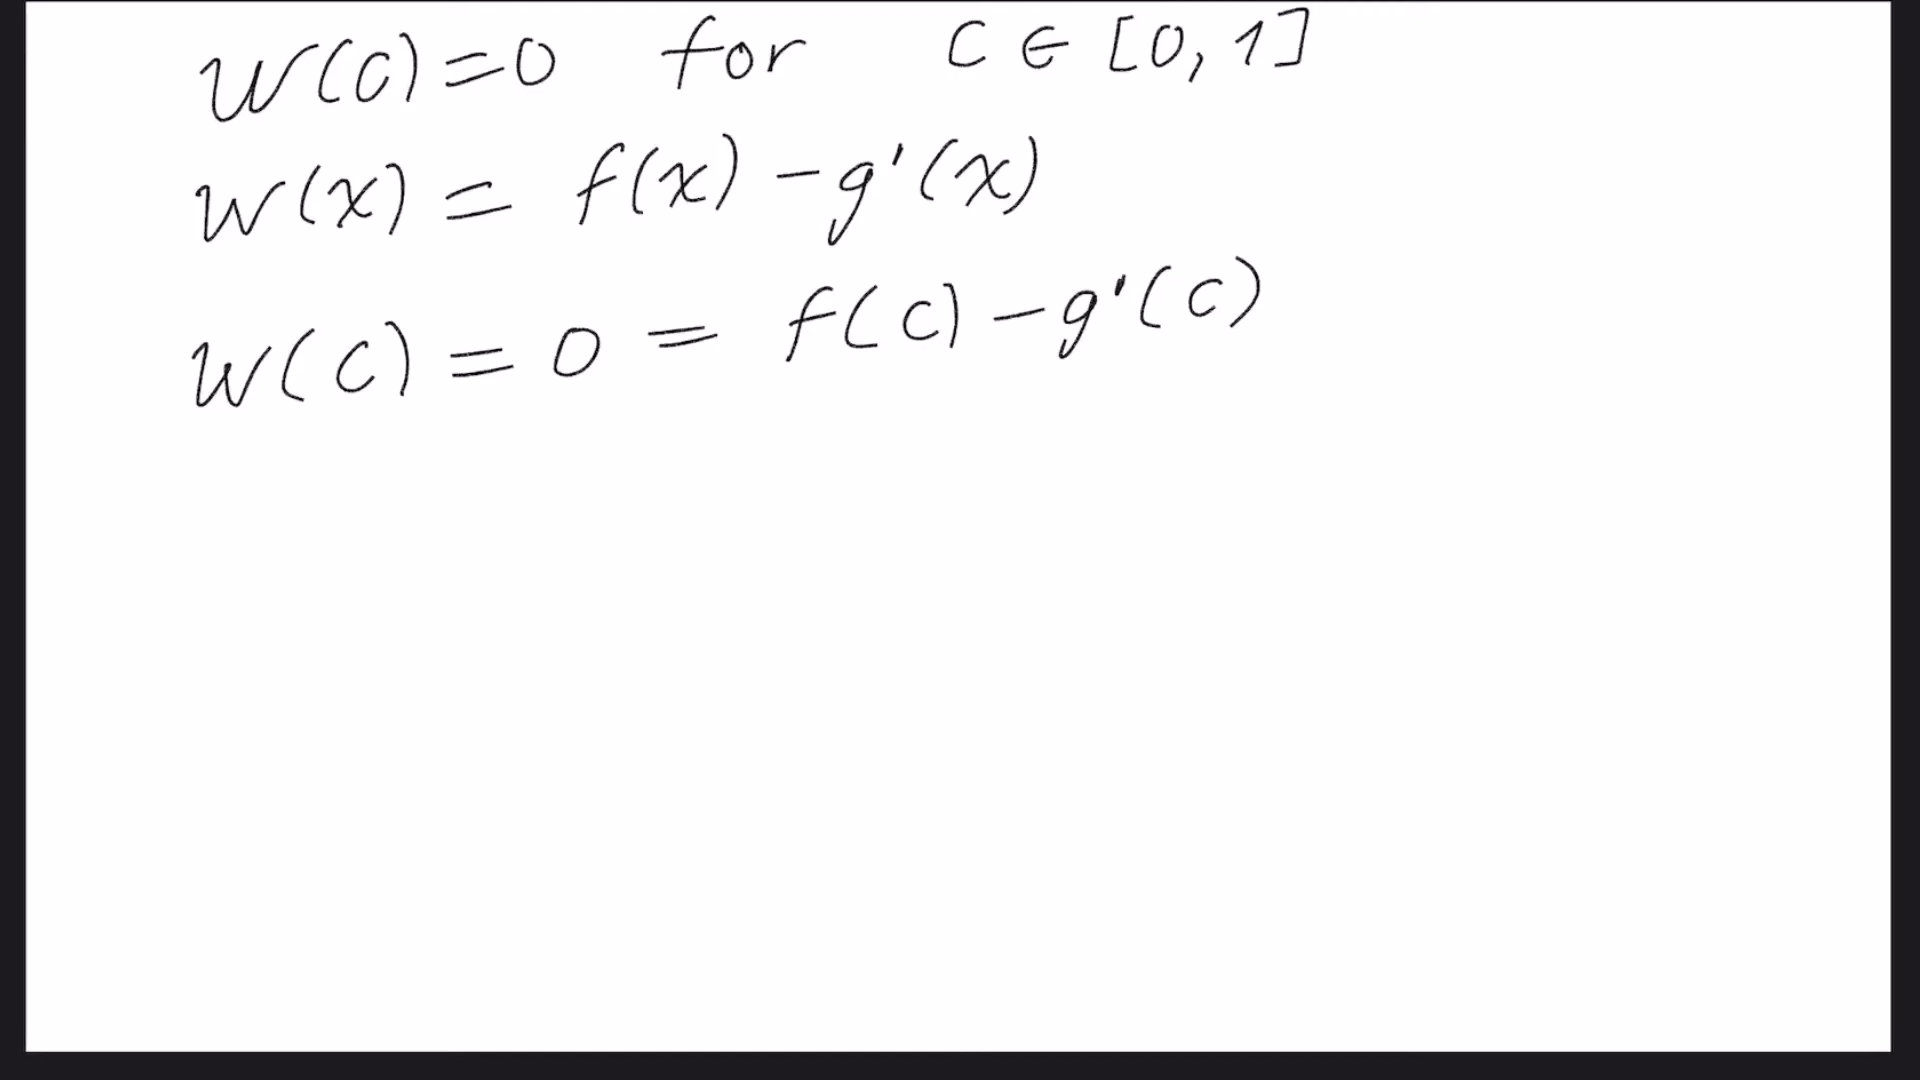 w(c)=0 for c ∈ [0,1]
w(x) = f(x) - g'(x)
w(c) = 0 = f(c) - g'(c)